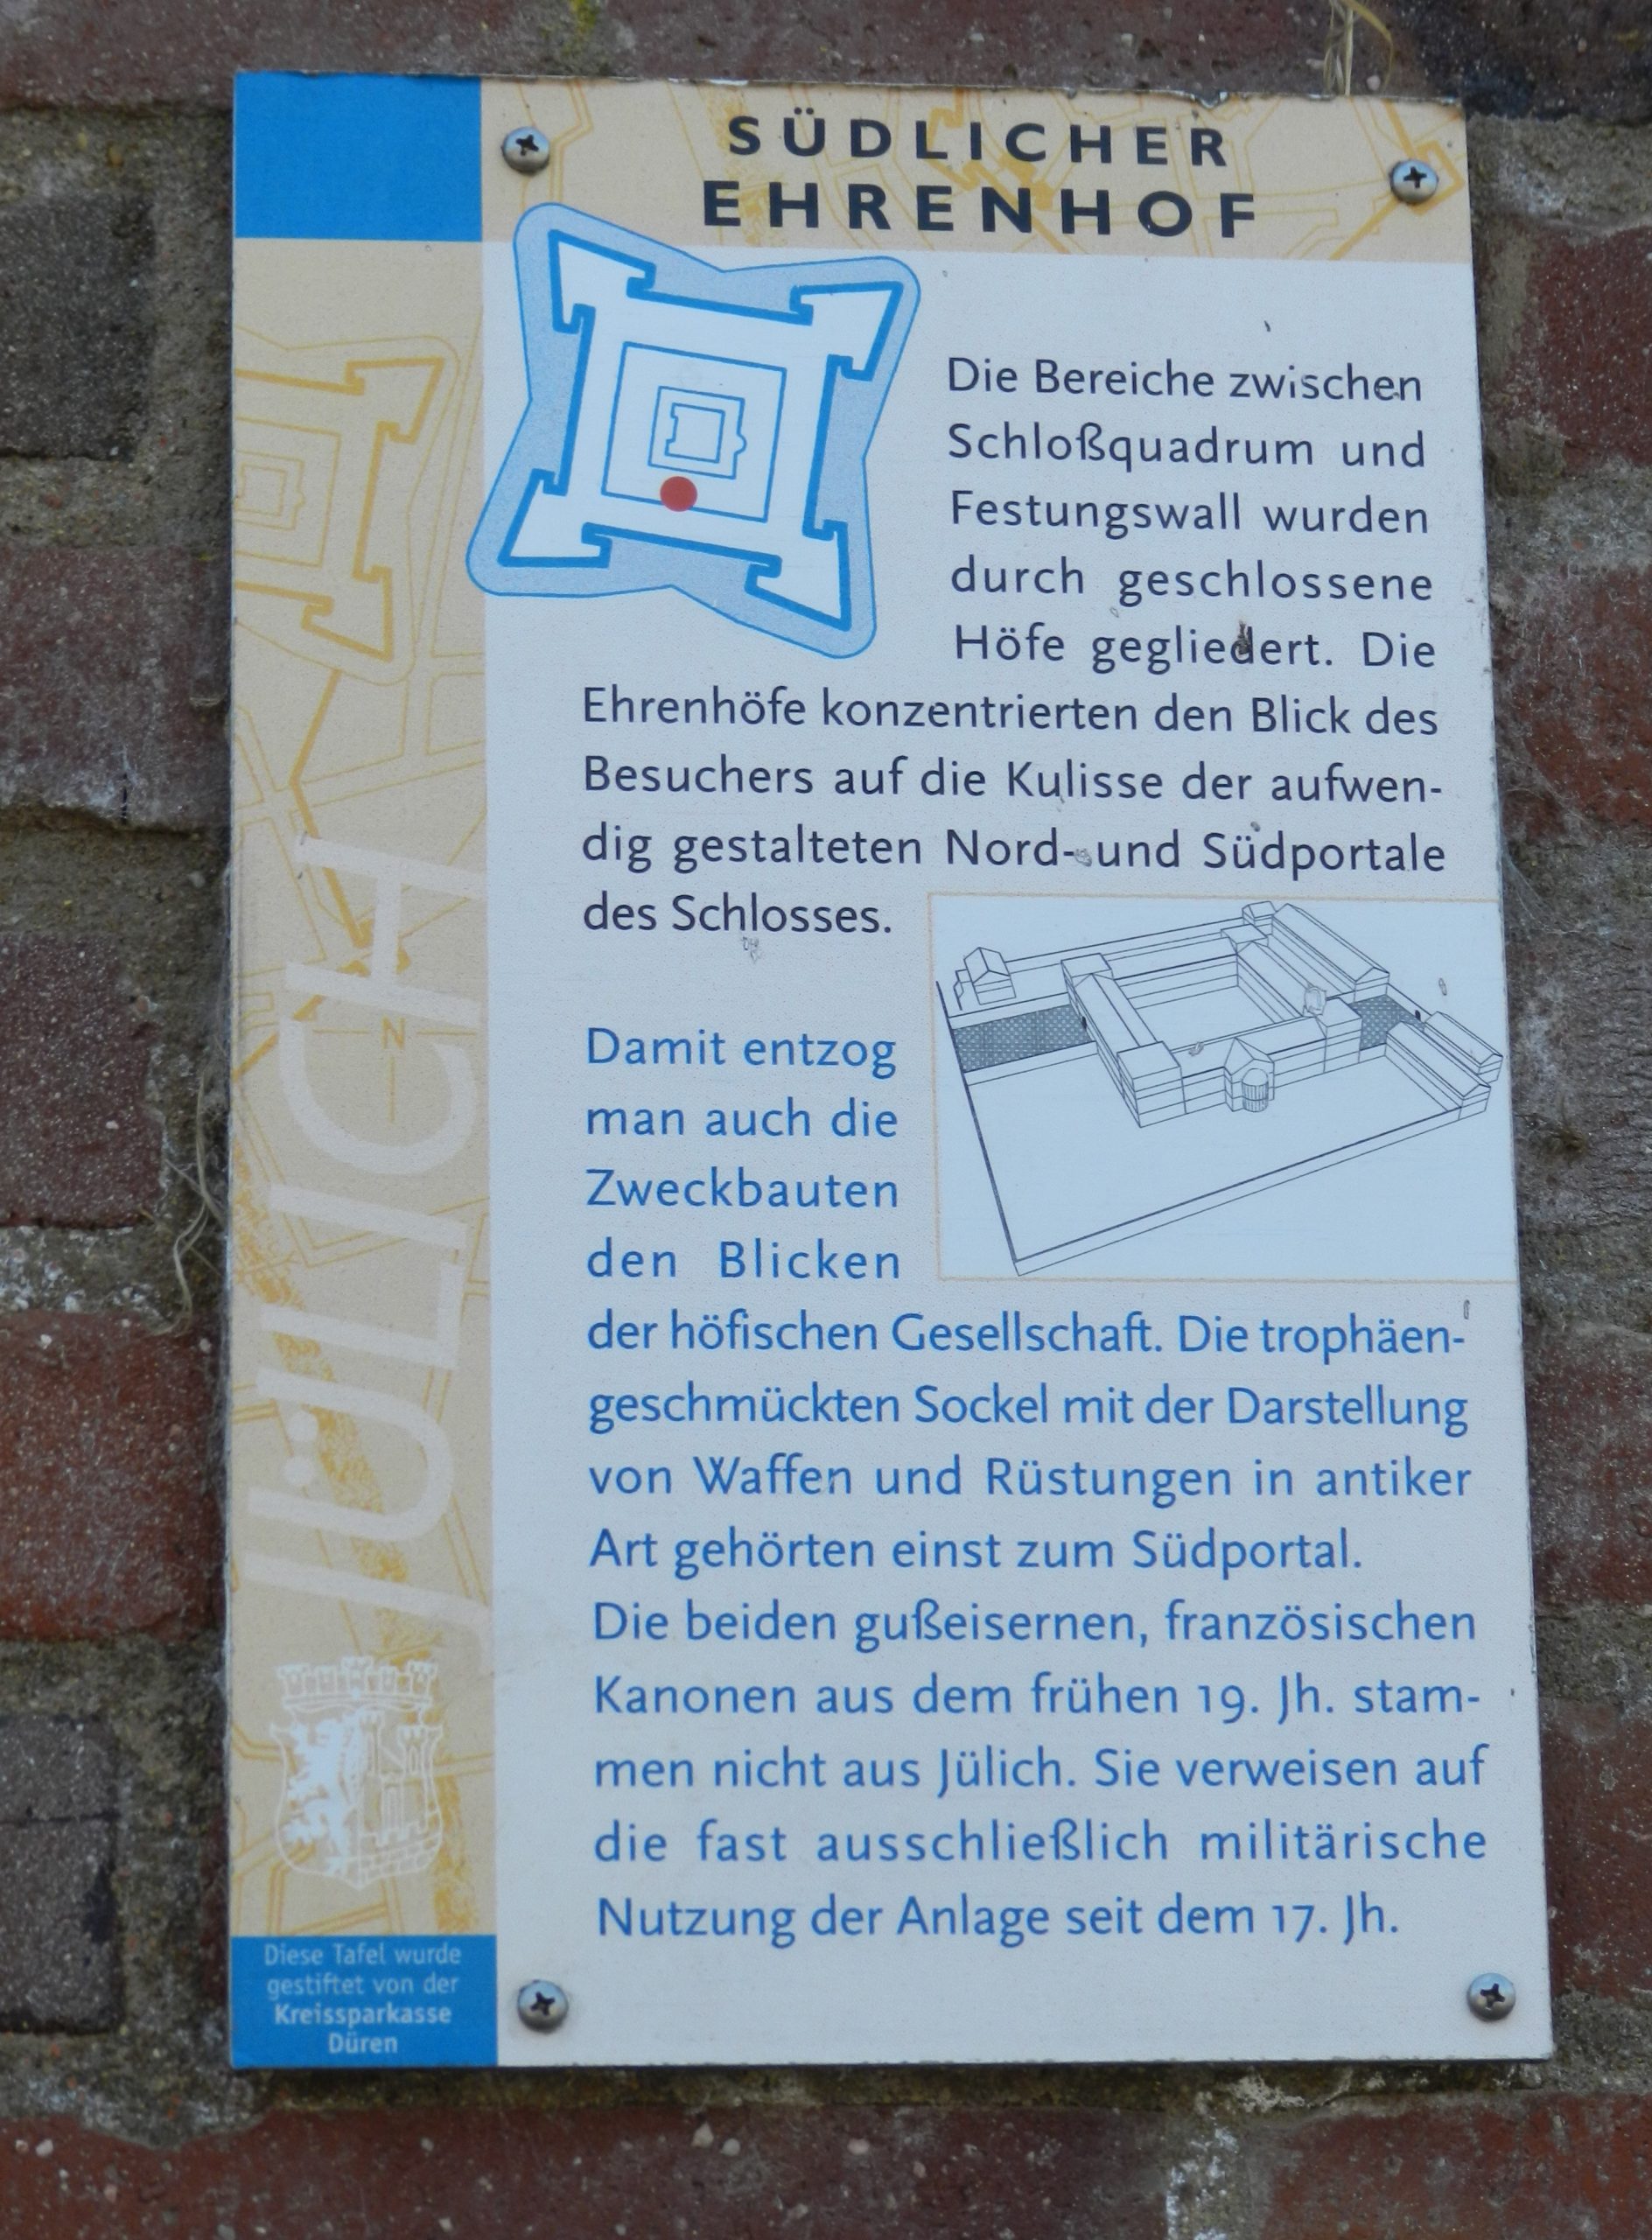 SÜDLICHER
EHRENHOF
Die Bereiche zwischen
Schloßquadrum und
Festungswall wurden
durch geschlossene
Höfe gegliedert. Die
Ehrenhöfe konzentrierten den Blick des
Besuchers auf die Kulisse der aufwen-
dig gestalteten Nord- und Südportale
des Schlosses.
Damit entzog
man auch die
Zweckbauten
den Blicken
der höfischen Gesellschaft. Die trophäen-
geschmückten Sockel mit der Darstellung
von Waffen und Rüstungen in antiker
Art gehörten einst zum Südportal.
Die beiden gußeisernen, französischen
Kanonen aus dem frühen 19. Jh. stam-
men nicht aus Jülich. Sie verweisen auf
die fast ausschließlich militärische
Nutzung der Anlage seit dem 17. Jh.
JÜLICH
N
Diese Tafel wurde
gestiftet von der
Kreissparkasse
Düren